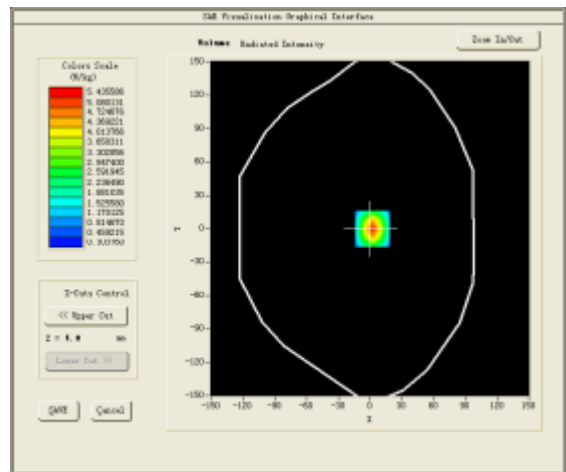 SAR Visualisation Graphical Interface
Volume Radiated Intensity
Zoom In/Out
Colors Scale
(W/kg)
5.435586
5.080131
4.724676
4.369221
4.013766
3.658311
3.302856
2.947400
2.591945
2.236490
1.881035
1.525580
1.170125
0.814670
0.459215
0.103760
150
120
90
60
30
0
-30
-60
-90
-120
-150
Y
-150 -120 -90 -60 -30 0 30 60 90 120 150
X
Z-Cuts Control
<< Upper Cut
Z = 5.0 mm
Lower Cut >>
SAVE Cancel